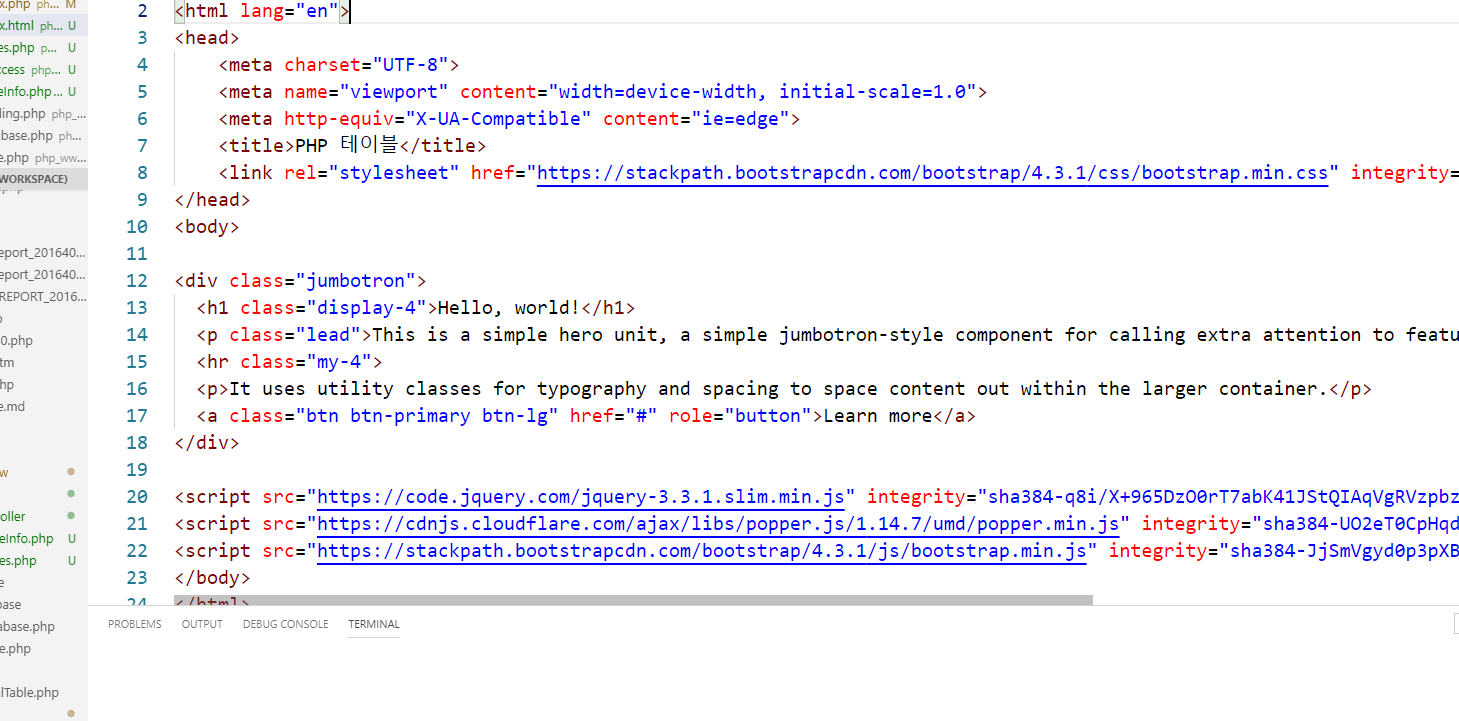 x.php ph... M
x.html ph... U
es.php p... U
ccess php... U
eInfo.php ... U
ling.php php_...
abase.php ph...
e.php php_ww...
WORKSPACE)
eport_201640...
eport_201640...
REPORT_2016...
0.php
tm
hp
e.md
w
oller
eInfo.php U
es.php U
e
base
abase.php
e.php
lTable.php
2 <html lang="en">
3 <head>
4 <meta charset="UTF-8">
5 <meta name="viewport" content="width=device-width, initial-scale=1.0">
6 <meta http-equiv="X-UA-Compatible" content="ie=edge">
7 <title>PHP 테이블</title>
8 <link rel="stylesheet" href="https://stackpath.bootstrapcdn.com/bootstrap/4.3.1/css/bootstrap.min.css" integrity=
9 </head>
10 <body>
11
12 <div class="jumbotron">
13 <h1 class="display-4">Hello, world!</h1>
14 <p class="lead">This is a simple hero unit, a simple jumbotron-style component for calling extra attention to featu
15 <hr class="my-4">
16 <p>It uses utility classes for typography and spacing to space content out within the larger container.</p>
17 <a class="btn btn-primary btn-lg" href="#" role="button">Learn more</a>
18 </div>
19
20 <script src="https://code.jquery.com/jquery-3.3.1.slim.min.js" integrity="sha384-q8i/X+965DzO0rT7abK41JStQIAqVgRVzpbz
21 <script src="https://cdnjs.cloudflare.com/ajax/libs/popper.js/1.14.7/umd/popper.min.js" integrity="sha384-UO2eT0CpHqd
22 <script src="https://stackpath.bootstrapcdn.com/bootstrap/4.3.1/js/bootstrap.min.js" integrity="sha384-JjSmVgyd0p3pXB
23 </body>
24 </html>
PROBLEMS OUTPUT DEBUG CONSOLE TERMINAL